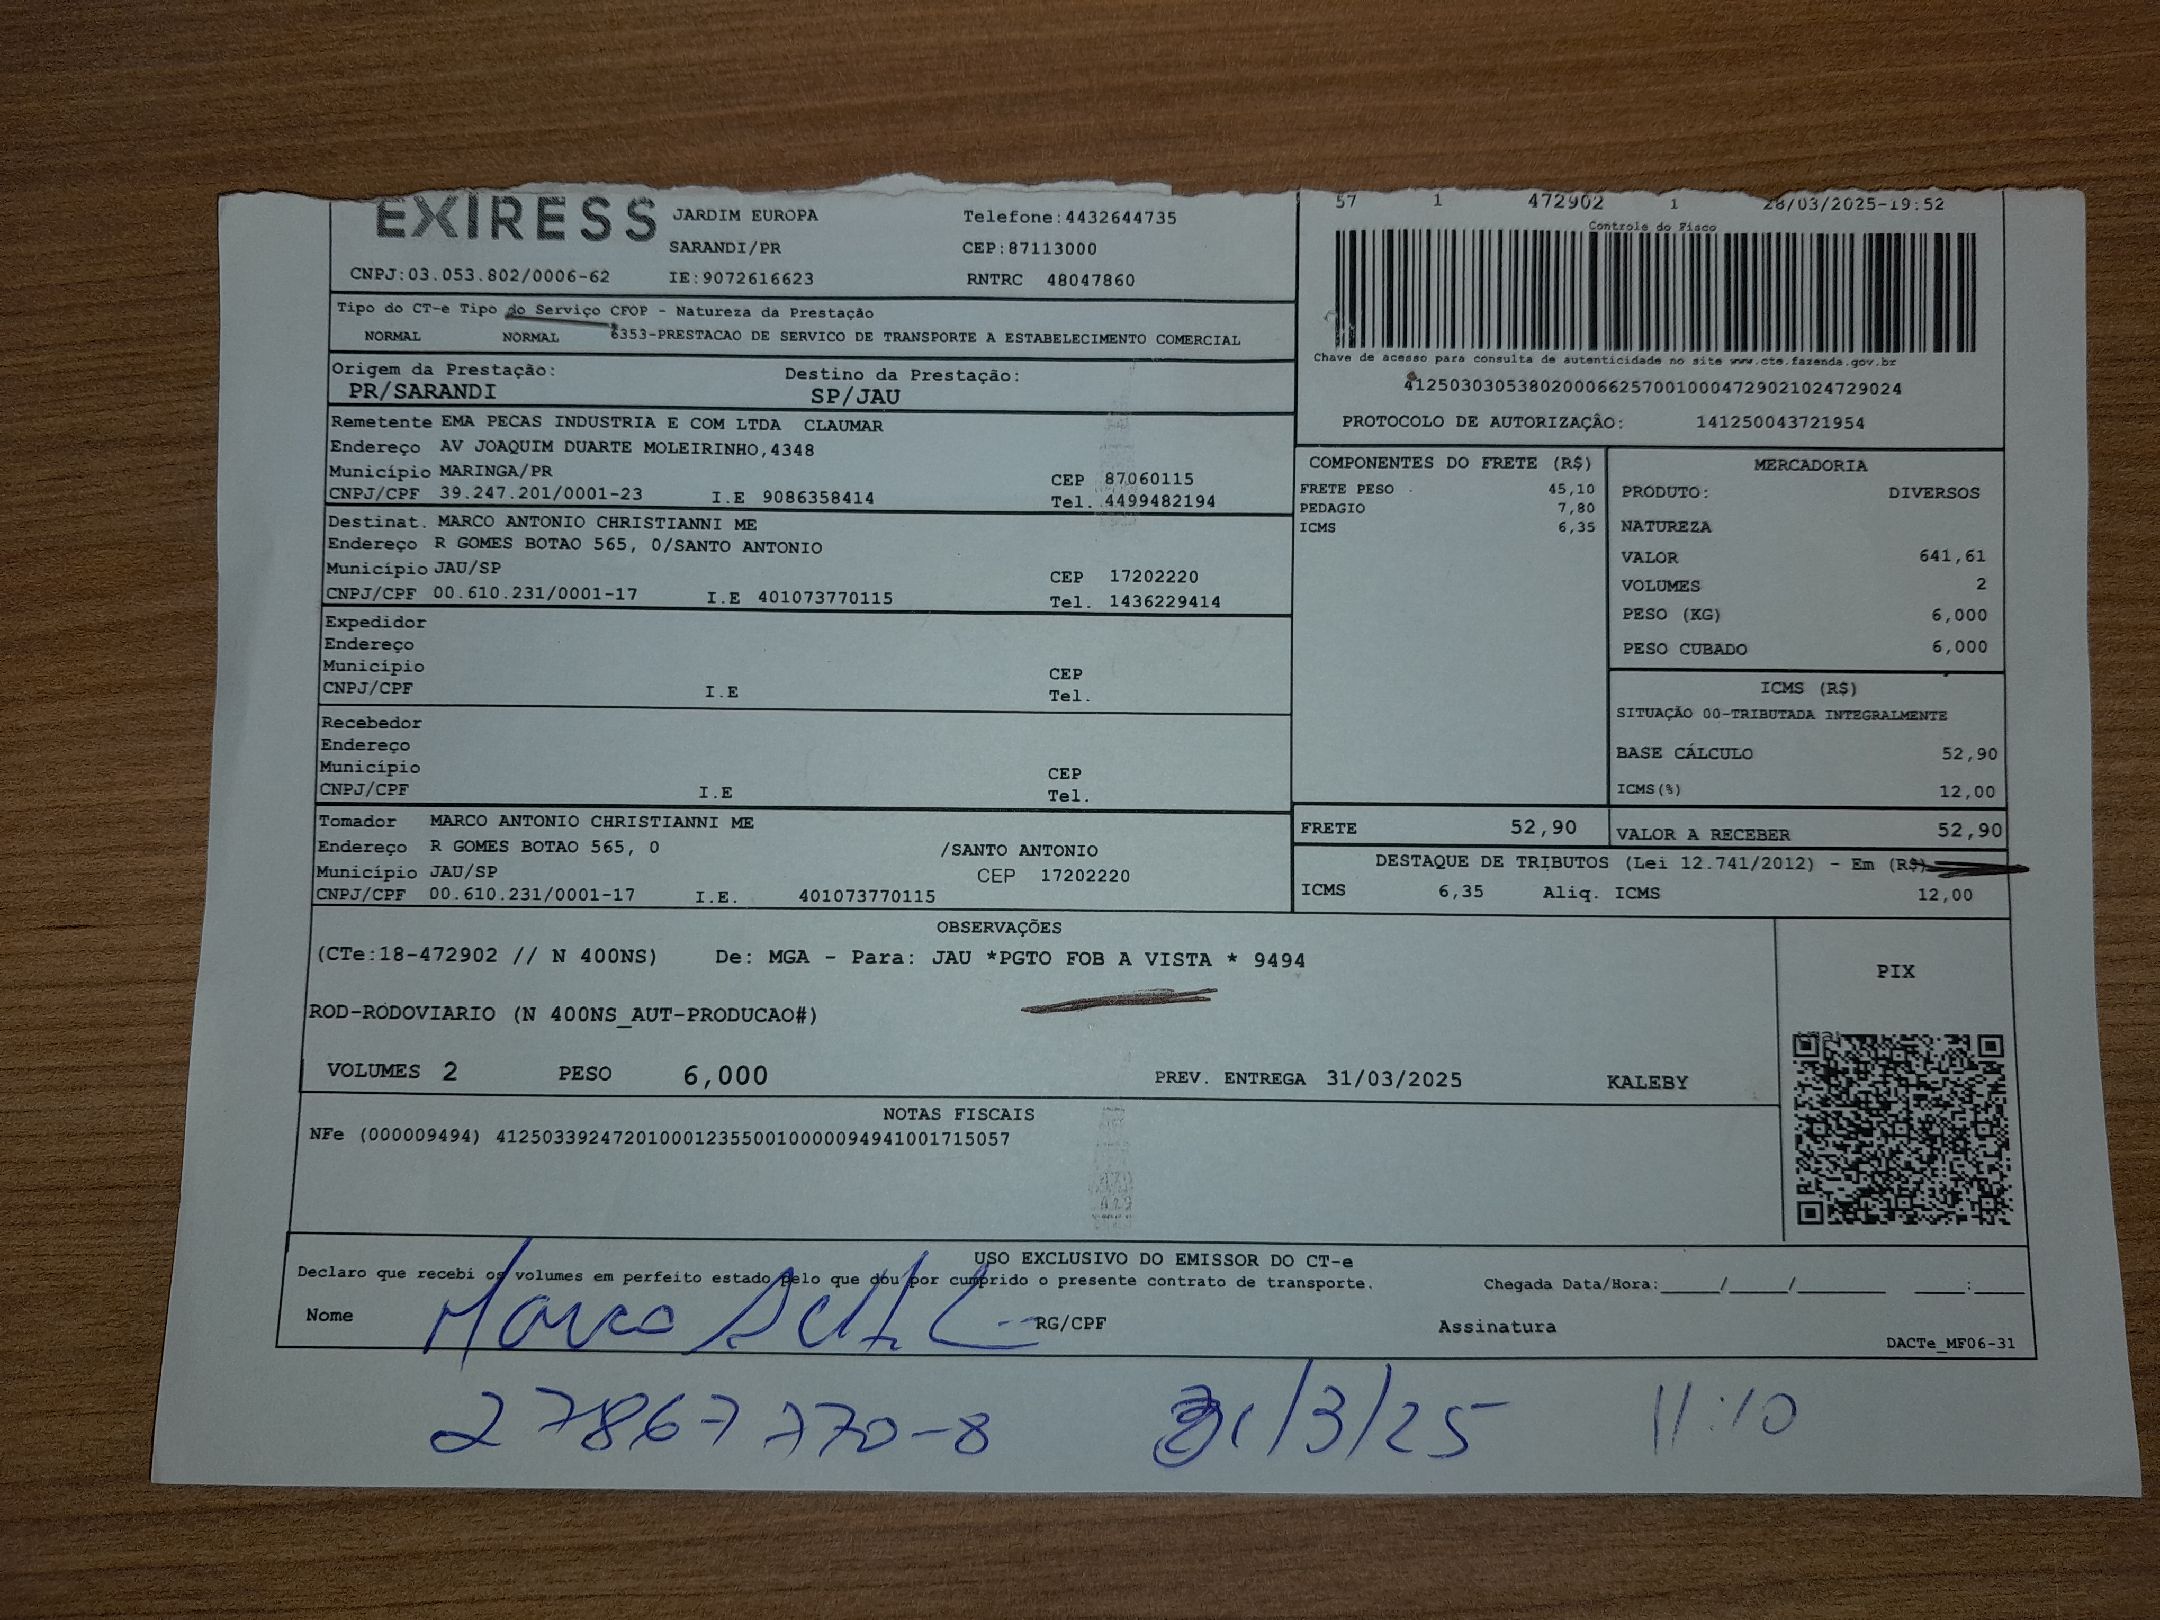 EXPRESS
JARDIM EUROPA Telefone:4432644735
SARANDI/PR CEP:87113000
CNPJ:03.053.802/0006-62 IE:9072616623 RNTRC 48047860
57 1 472902 1 28/03/2025-19:52
Controle do Fisco
Chave de acesso para consulta de autenticidade no site www.cte.fazenda.gov.br
41250303053802000662570010004729021024729024
PROTOCOLO DE AUTORIZAÇÂO: 141250043721954
Tipo do CT-e Tipo do Serviço CFOP - Natureza da Prestação
NORMAL NORMAL 6353-PRESTACAO DE SERVICO DE TRANSPORTE A ESTABELECIMENTO COMERCIAL
Origem da Prestação: Destino da Prestação:
PR/SARANDI SP/JAU
Remetente EMA PECAS INDUSTRIA E COM LTDA CLAUMAR
Endereço AV JOAQUIM DUARTE MOLEIRINHO,4348
Município MARINGA/PR CEP 87060115
CNPJ/CPF 39.247.201/0001-23 I.E 9086358414 Tel. 4499482194
Destinat. MARCO ANTONIO CHRISTIANNI ME
Endereço R GOMES BOTAO 565, 0/SANTO ANTONIO
Município JAU/SP CEP 17202220
CNPJ/CPF 00.610.231/0001-17 I.E 401073770115 Tel. 1436229414
Expedidor
Endereço
Município CEP
CNPJ/CPF I.E Tel.
Recebedor
Endereço
Município CEP
CNPJ/CPF I.E Tel.
Tomador MARCO ANTONIO CHRISTIANNI ME
Endereço R GOMES BOTAO 565, 0 /SANTO ANTONIO
Município JAU/SP CEP 17202220
CNPJ/CPF 00.610.231/0001-17 I.E. 401073770115
COMPONENTES DO FRETE (R$)
FRETE PESO 45,10
PEDAGIO 7,80
ICMS 6,35
MERCADORIA
PRODUTO: DIVERSOS
NATUREZA
VALOR 641,61
VOLUMES 2
PESO (KG) 6,000
PESO CUBADO 6,000
ICMS (R$)
SITUAÇÃO 00-TRIBUTADA INTEGRALMENTE
BASE CÁLCULO 52,90
ICMS(%) 12,00
FRETE 52,90 VALOR A RECEBER 52,90
DESTAQUE DE TRIBUTOS (Lei 12.741/2012) - Em (R$)
ICMS 6,35 Aliq. ICMS 12,00
OBSERVAÇÕES
(CTe:18-472902 // N 400NS) De: MGA - Para: JAU *PGTO FOB A VISTA * 9494
ROD-RODOVIARIO (N 400NS_AUT-PRODUCAO#)
VOLUMES 2 PESO 6,000 PREV. ENTREGA 31/03/2025 KALEBY
PIX
NOTAS FISCAIS
NFe (000009494) 41250339247201000123550010000094941001715057
USO EXCLUSIVO DO EMISSOR DO CT-e
Declaro que recebi os volumes em perfeito estado pelo que dou por cumprido o presente contrato de transporte. Chegada Data/Hora:_____/_____/_______ ____:____
Nome Marco RG/CPF Assinatura
DACTe_MF06-31
27867770-8 31/3/25 11:10